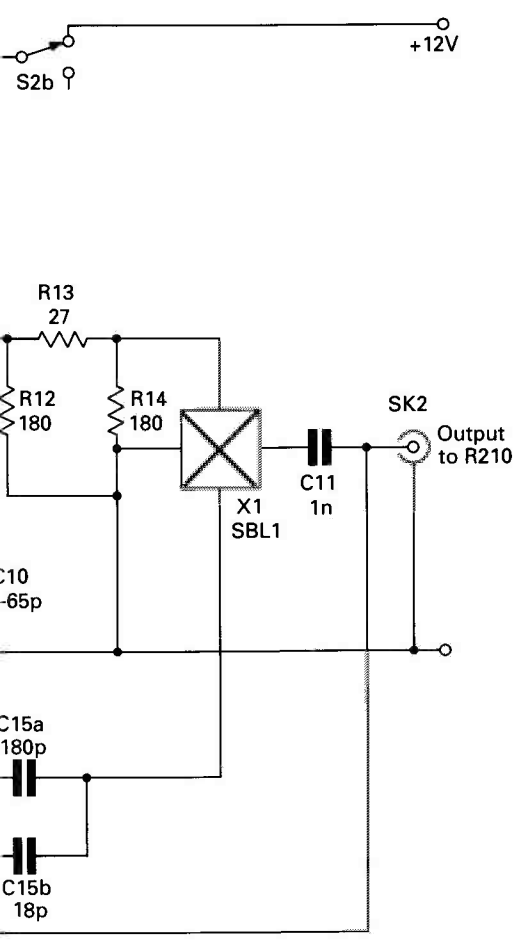 +12V
S2b
R13
27
R12
180
R14
180
SK2
Output
to R210
C11
1n
X1
SBL1
C10
-65p
C15a
180p
C15b
18p